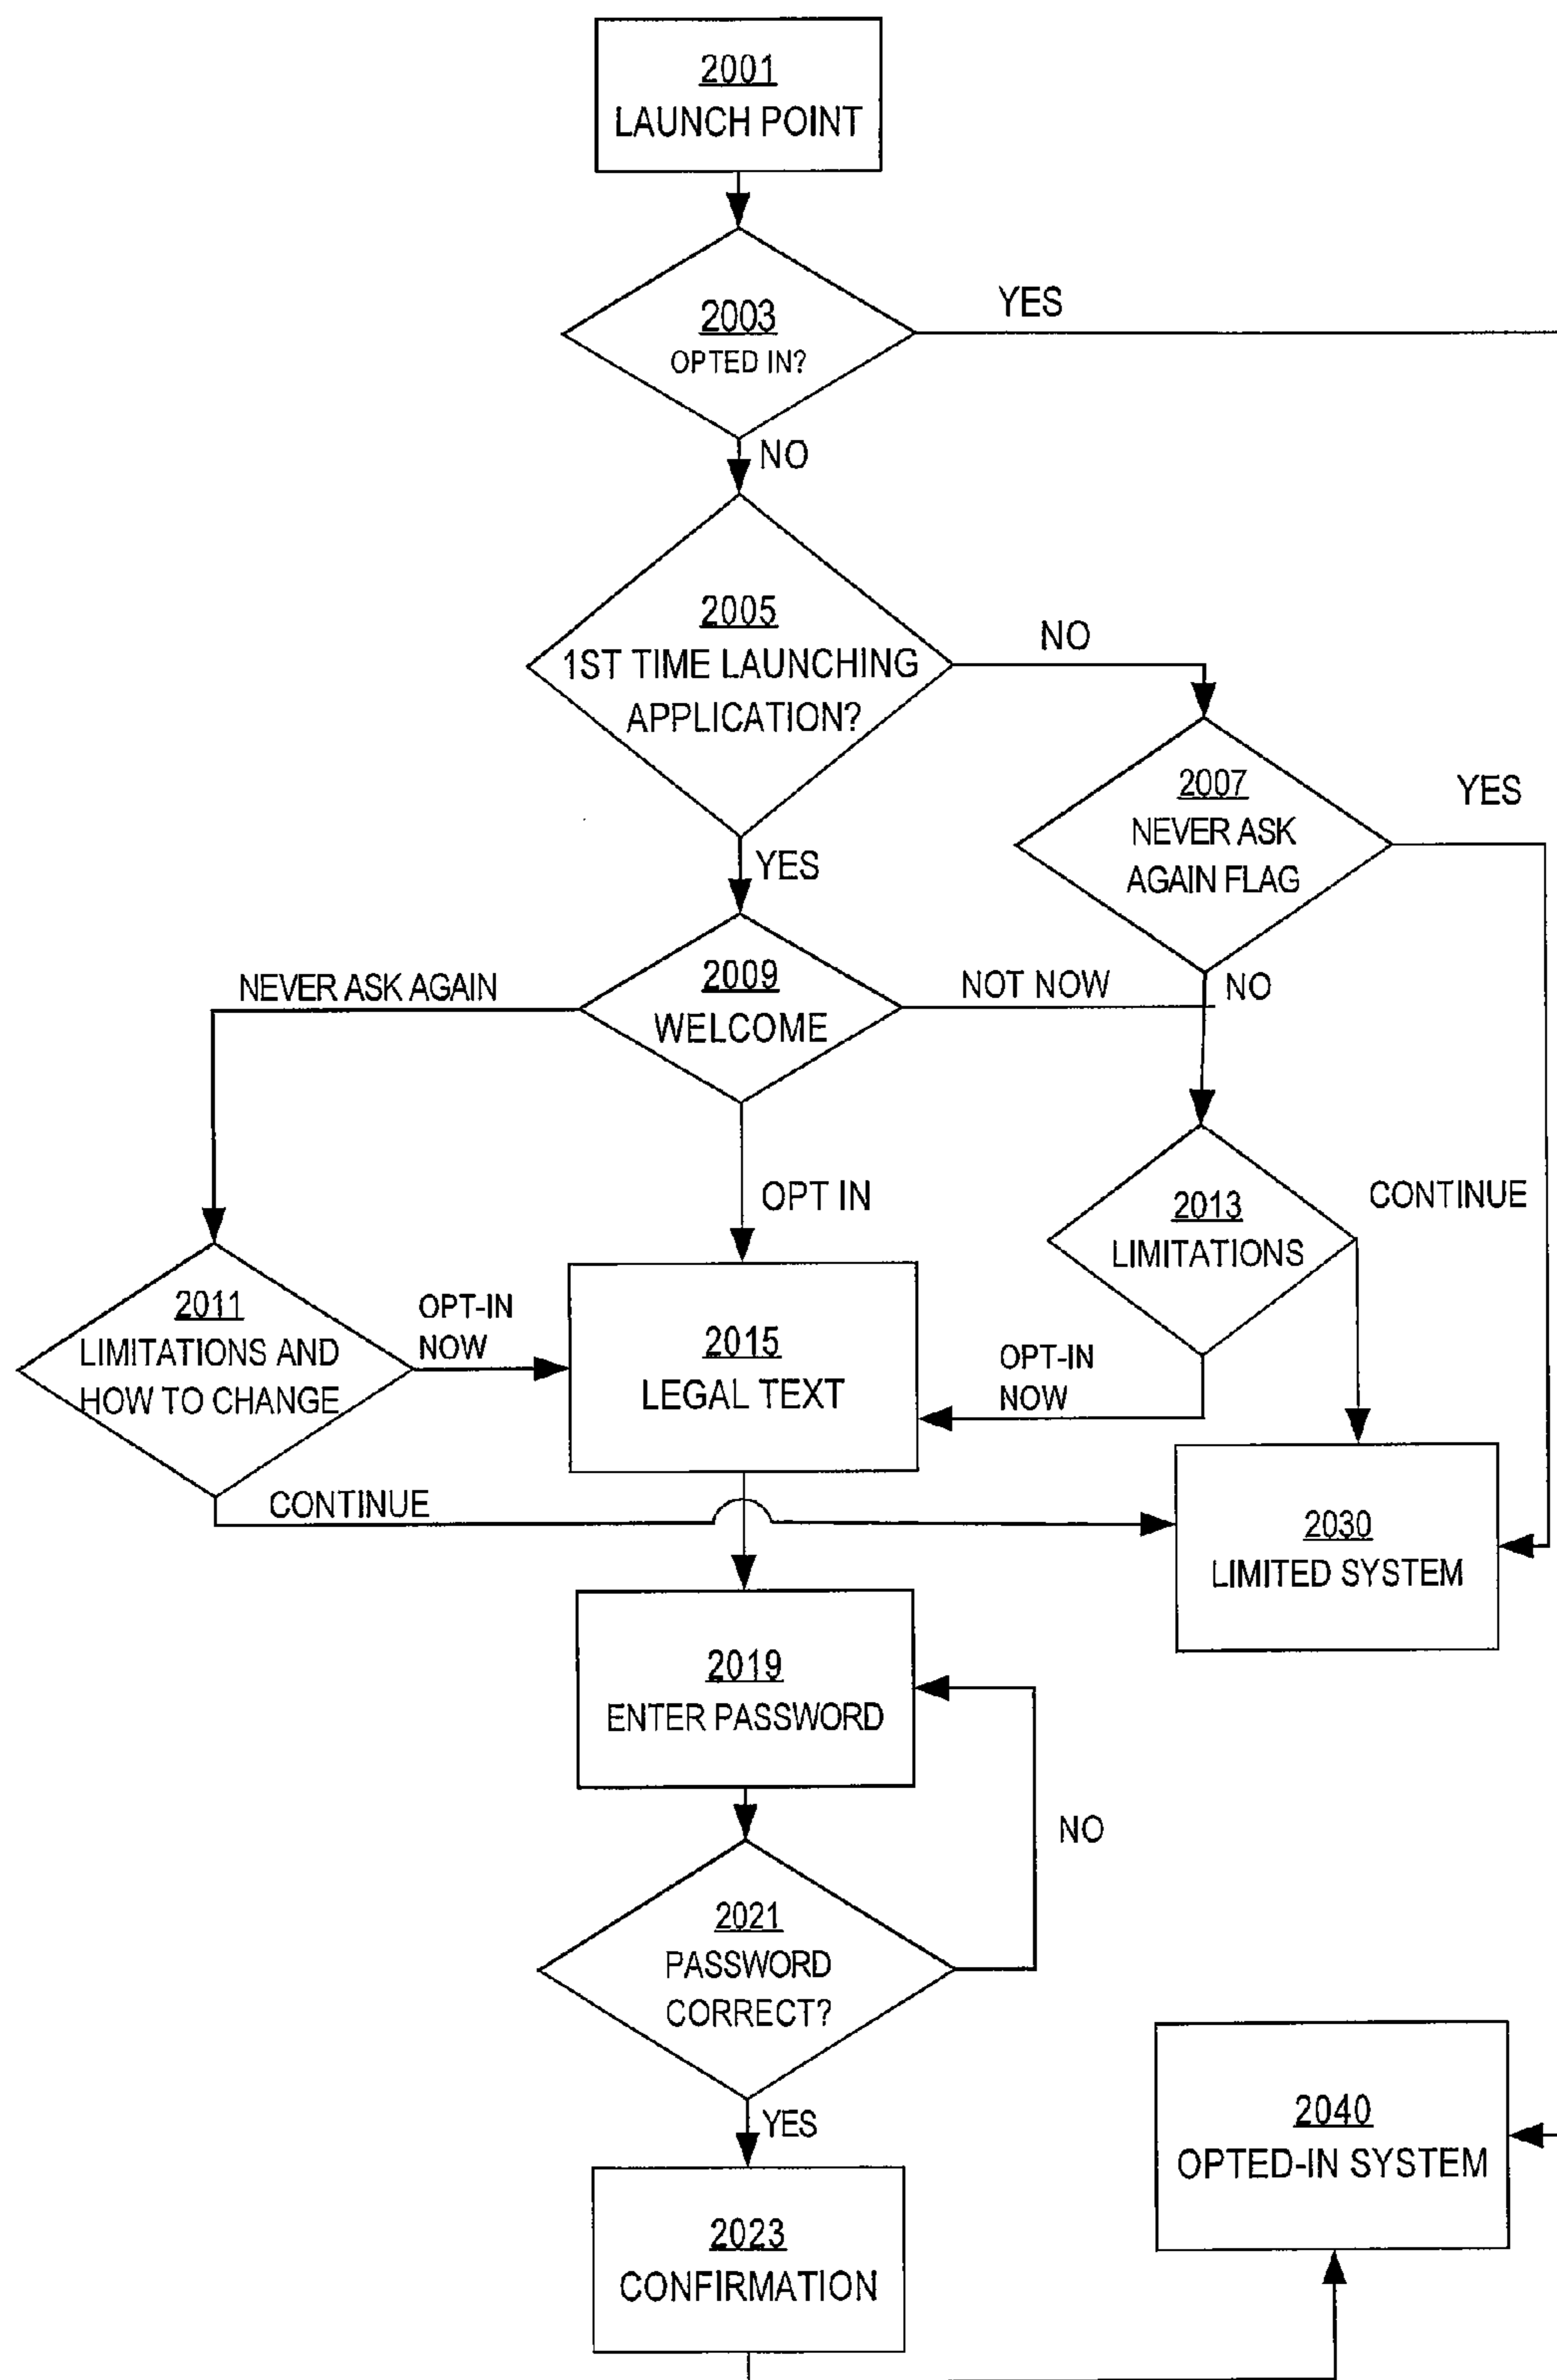 2001
LAUNCH POINT
2003
OPTED IN?
YES
NO
2005
1ST TIME LAUNCHING
APPLICATION?
NO
2007
NEVER ASK
AGAIN FLAG
YES
YES
NEVER ASK AGAIN
2009
WELCOME
NOT NOW
NO
OPT IN
2013
LIMITATIONS
CONTINUE
2011
LIMITATIONS AND
HOW TO CHANGE
OPT-IN
NOW
2015
LEGAL TEXT
OPT-IN
NOW
CONTINUE
2030
LIMITED SYSTEM
2019
ENTER PASSWORD
NO
2021
PASSWORD
CORRECT?
YES
2040
OPTED-IN SYSTEM
2023
CONFIRMATION